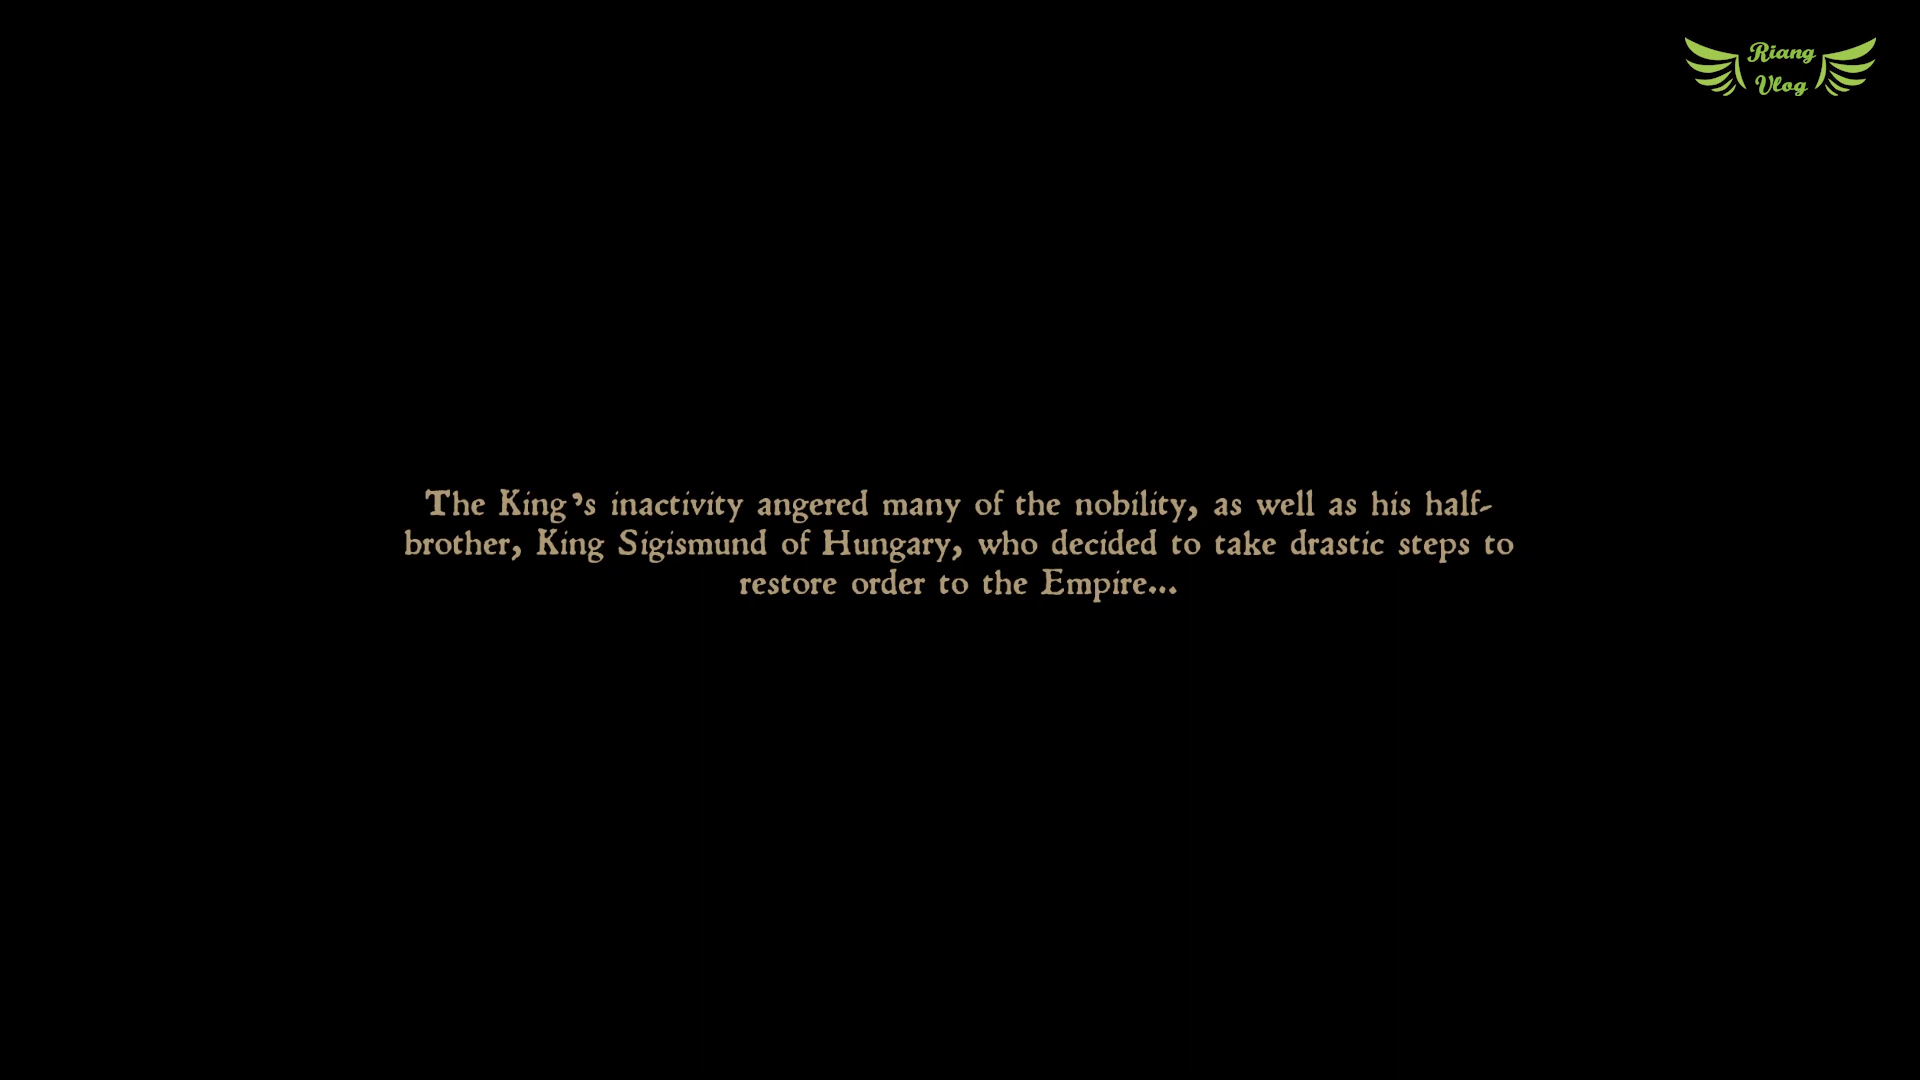 Riang
Vlog
The King's inactivity angered many of the nobility, as well as his half-
brother, King Sigismund of Hungary, who decided to take drastic steps to
restore order to the Empire...